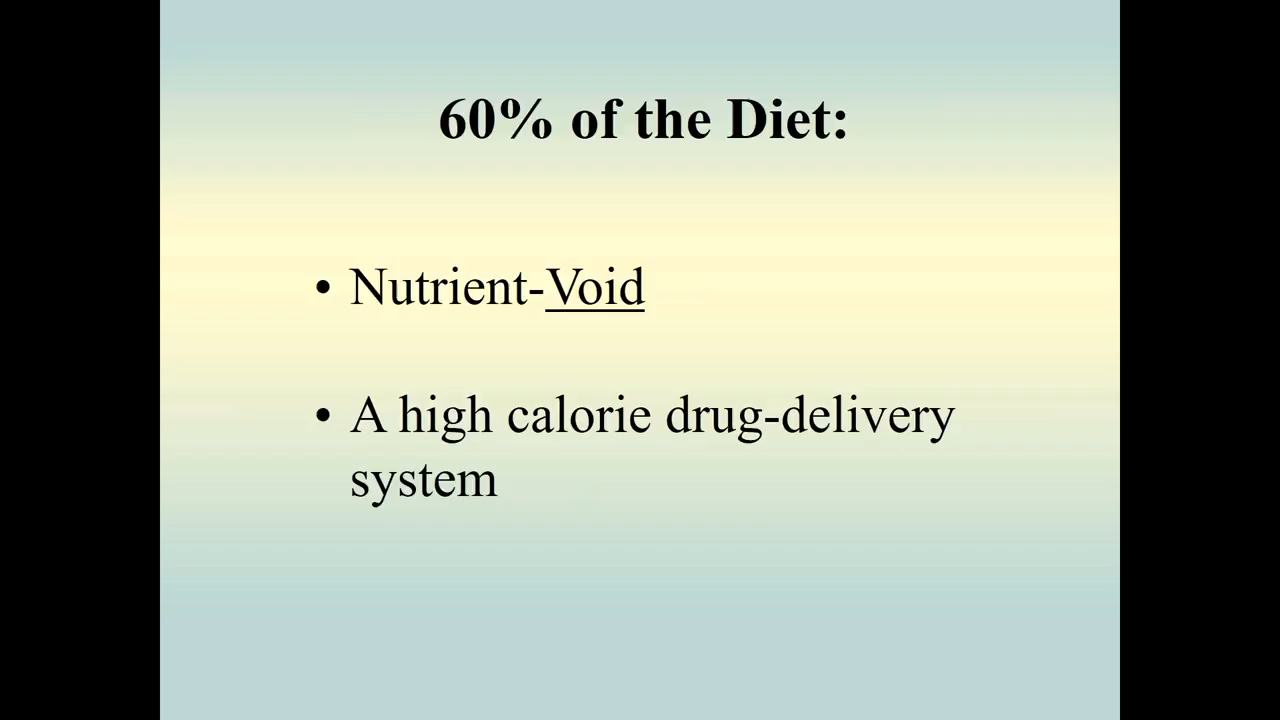 60% of the Diet:
• Nutrient-Void
• A high calorie drug-delivery
system